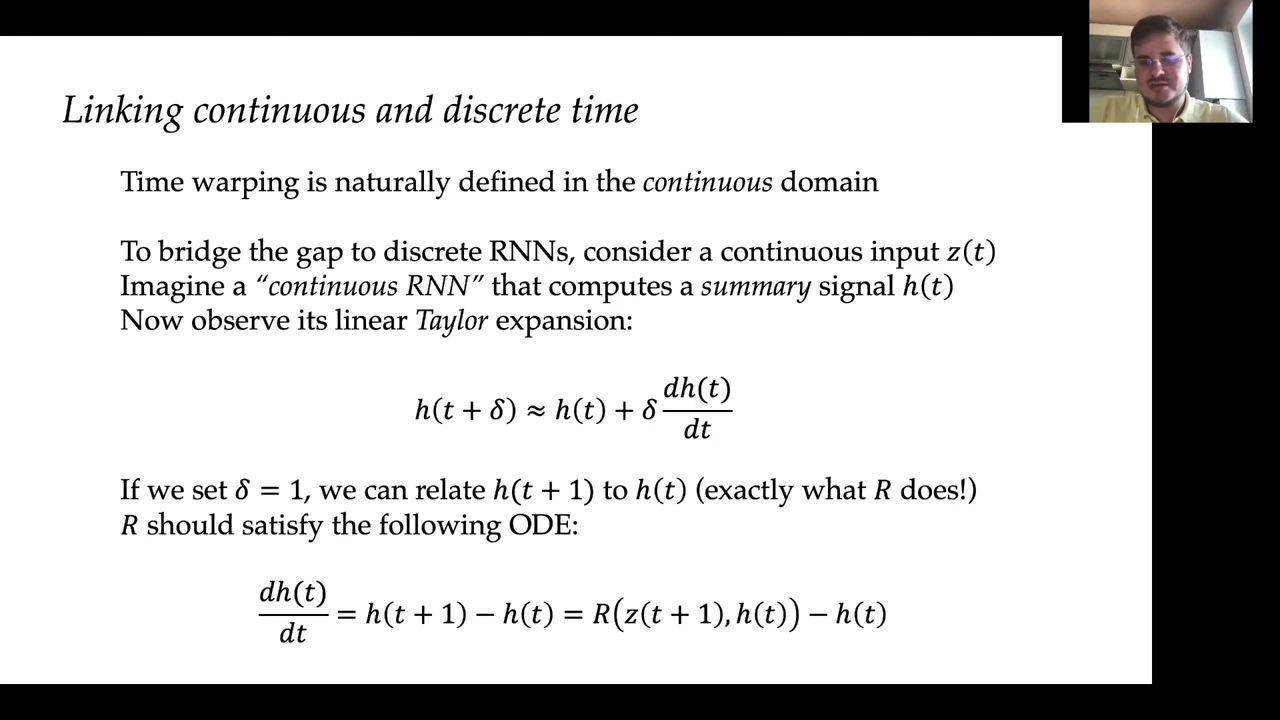 Linking continuous and discrete time
Time warping is naturally defined in the continuous domain
To bridge the gap to discrete RNNs, consider a continuous input z(t)
Imagine a “continuous RNN” that computes a summary signal h(t)
Now observe its linear Taylor expansion:
h(t + δ) ≈ h(t) + δ dh(t)/dt
If we set δ = 1, we can relate h(t + 1) to h(t) (exactly what R does!)
R should satisfy the following ODE:
dh(t)/dt = h(t + 1) − h(t) = R(z(t + 1), h(t)) − h(t)